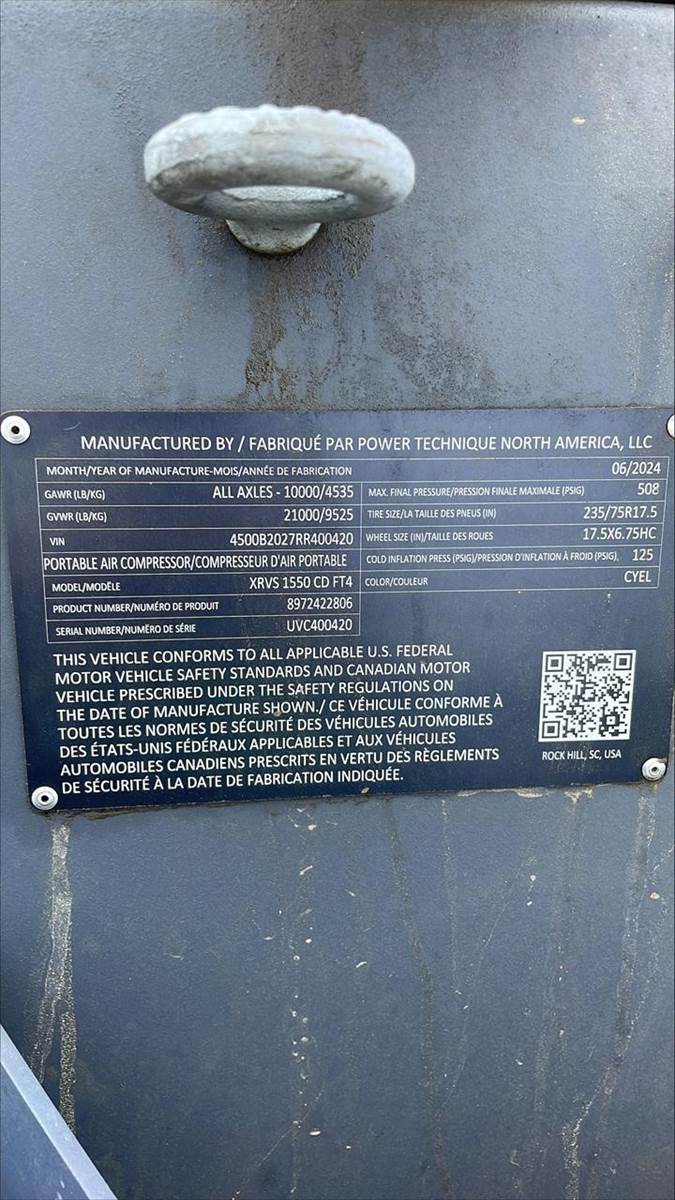 MANUFACTURED BY / FABRIQUÉ PAR POWER TECHNIQUE NORTH AMERICA, LLC
MONTH/YEAR OF MANUFACTURE-MOIS/ANNÉE DE FABRICATION 06/2024
GAWR (LB/KG) ALL AXLES - 10000/4535 MAX. FINAL PRESSURE/PRESSION FINALE MAXIMALE (PSIG) 508
GVWR (LB/KG) 21000/9525 TIRE SIZE/LA TAILLE DES PNEUS (IN) 235/75R17.5
VIN 4500B2027RR400420 WHEEL SIZE (IN)/TAILLE DES ROUES 17.5X6.75HC
PORTABLE AIR COMPRESSOR/COMPRESSEUR D'AIR PORTABLE COLD INFLATION PRESS (PSIG)/PRESSION D'INFLATION À FROID (PSIG). 125
MODEL/MODÈLE XRVS 1550 CD FT4 COLOR/COULEUR CYEL
PRODUCT NUMBER/NUMÉRO DE PRODUIT 8972422806
SERIAL NUMBER/NUMÉRO DE SÉRIE UVC400420
THIS VEHICLE CONFORMS TO ALL APPLICABLE U.S. FEDERAL
MOTOR VEHICLE SAFETY STANDARDS AND CANADIAN MOTOR
VEHICLE PRESCRIBED UNDER THE SAFETY REGULATIONS ON
THE DATE OF MANUFACTURE SHOWN./ CE VÉHICULE CONFORME À
TOUTES LES NORMES DE SÉCURITÉ DES VÉHICULES AUTOMOBILES
DES ÉTATS-UNIS FÉDÉRAUX APPLICABLES ET AUX VÉHICULES
AUTOMOBILES CANADIENS PRESCRITS EN VERTU DES RÈGLEMENTS
DE SÉCURITÉ À LA DATE DE FABRICATION INDIQUÉE.
ROCK HILL, SC, USA